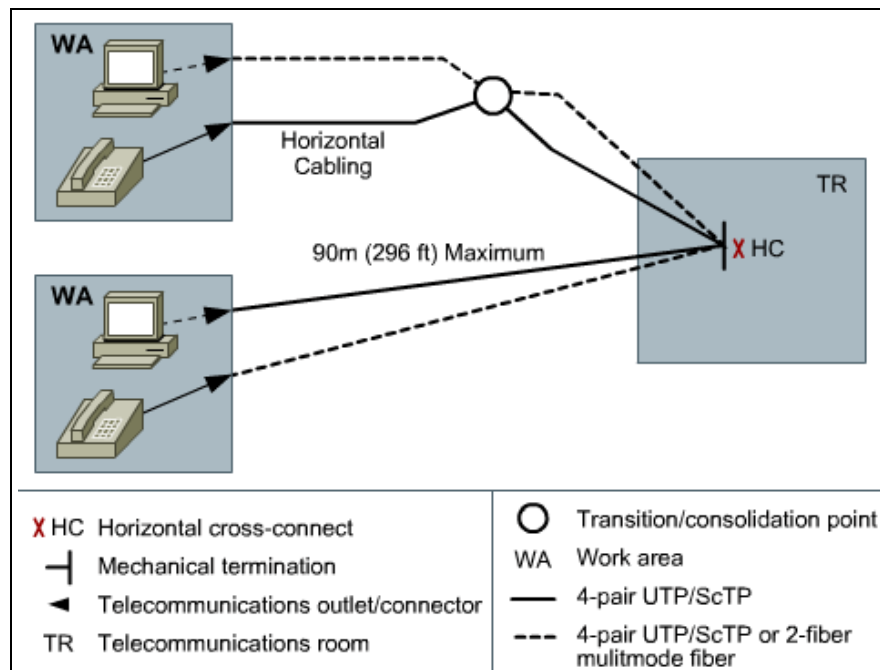 WA
Horizontal
Cabling
TR
HC
90m (296 ft) Maximum
WA
HC Horizontal cross-connect
Mechanical termination
Telecommunications outlet/connector
TR Telecommunications room
Transition/consolidation point
WA Work area
4-pair UTP/ScTP
4-pair UTP/ScTP or 2-fiber
mulitmode fiber